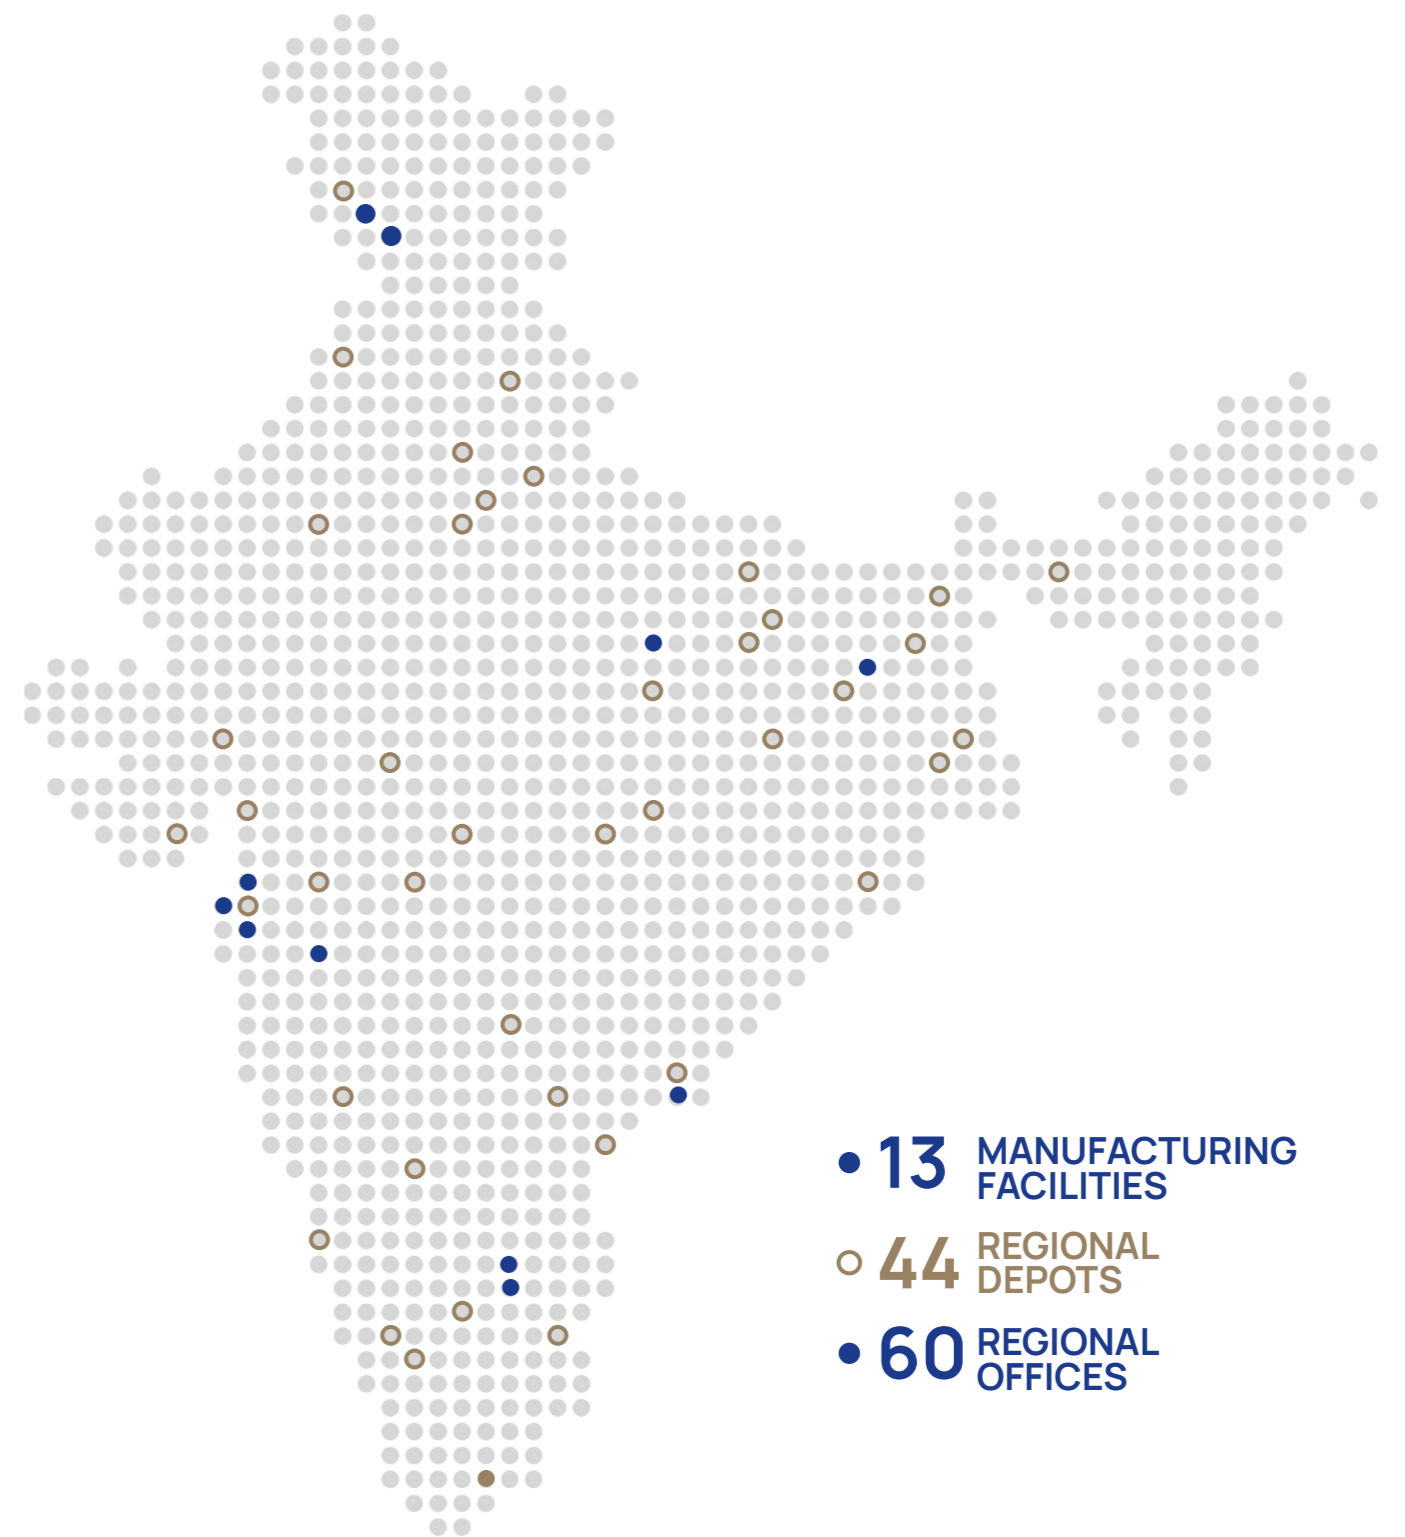 13 MANUFACTURING
FACILITIES
44 REGIONAL
DEPOTS
60 REGIONAL
OFFICES